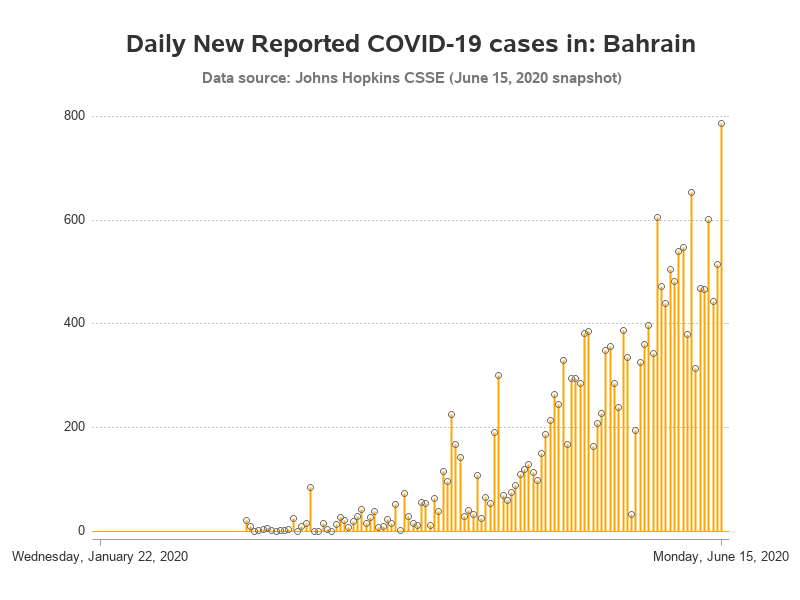 Daily New Reported COVID-19 cases in: Bahrain
Data source: Johns Hopkins CSSE (June 15, 2020 snapshot)
800
600
400
200
0
Wednesday, January 22, 2020
Monday, June 15, 2020